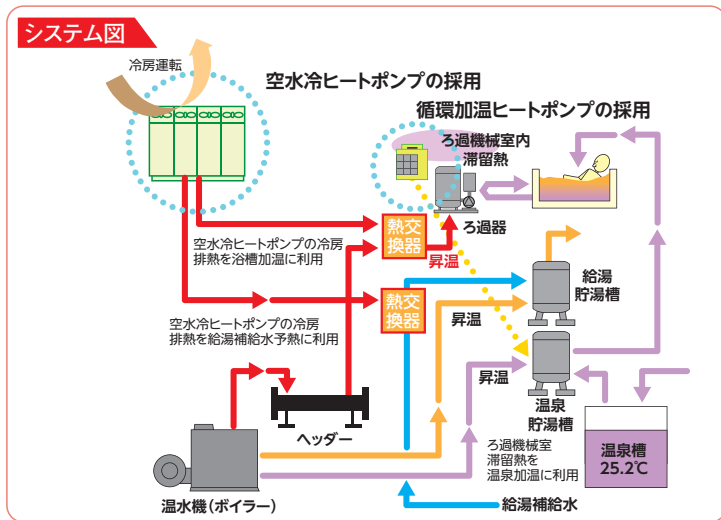 システム図
冷房運転
空水冷ヒートポンプの採用
循環加温ヒートポンプの採用
ろ過機械室内
滞留熱
ろ過器
熱交
換器
昇温
空水冷ヒートポンプの冷房
排熱を浴槽加温に利用
熱交
換器
給湯
貯湯槽
昇温
空水冷ヒートポンプの冷房
排熱を給湯補給水予熱に利用
昇温
温泉
貯湯槽
ヘッダー
ろ過機械室
滞留熱を
温泉加温に利用
温泉槽
25.2℃
温水機(ボイラー)
給湯補給水